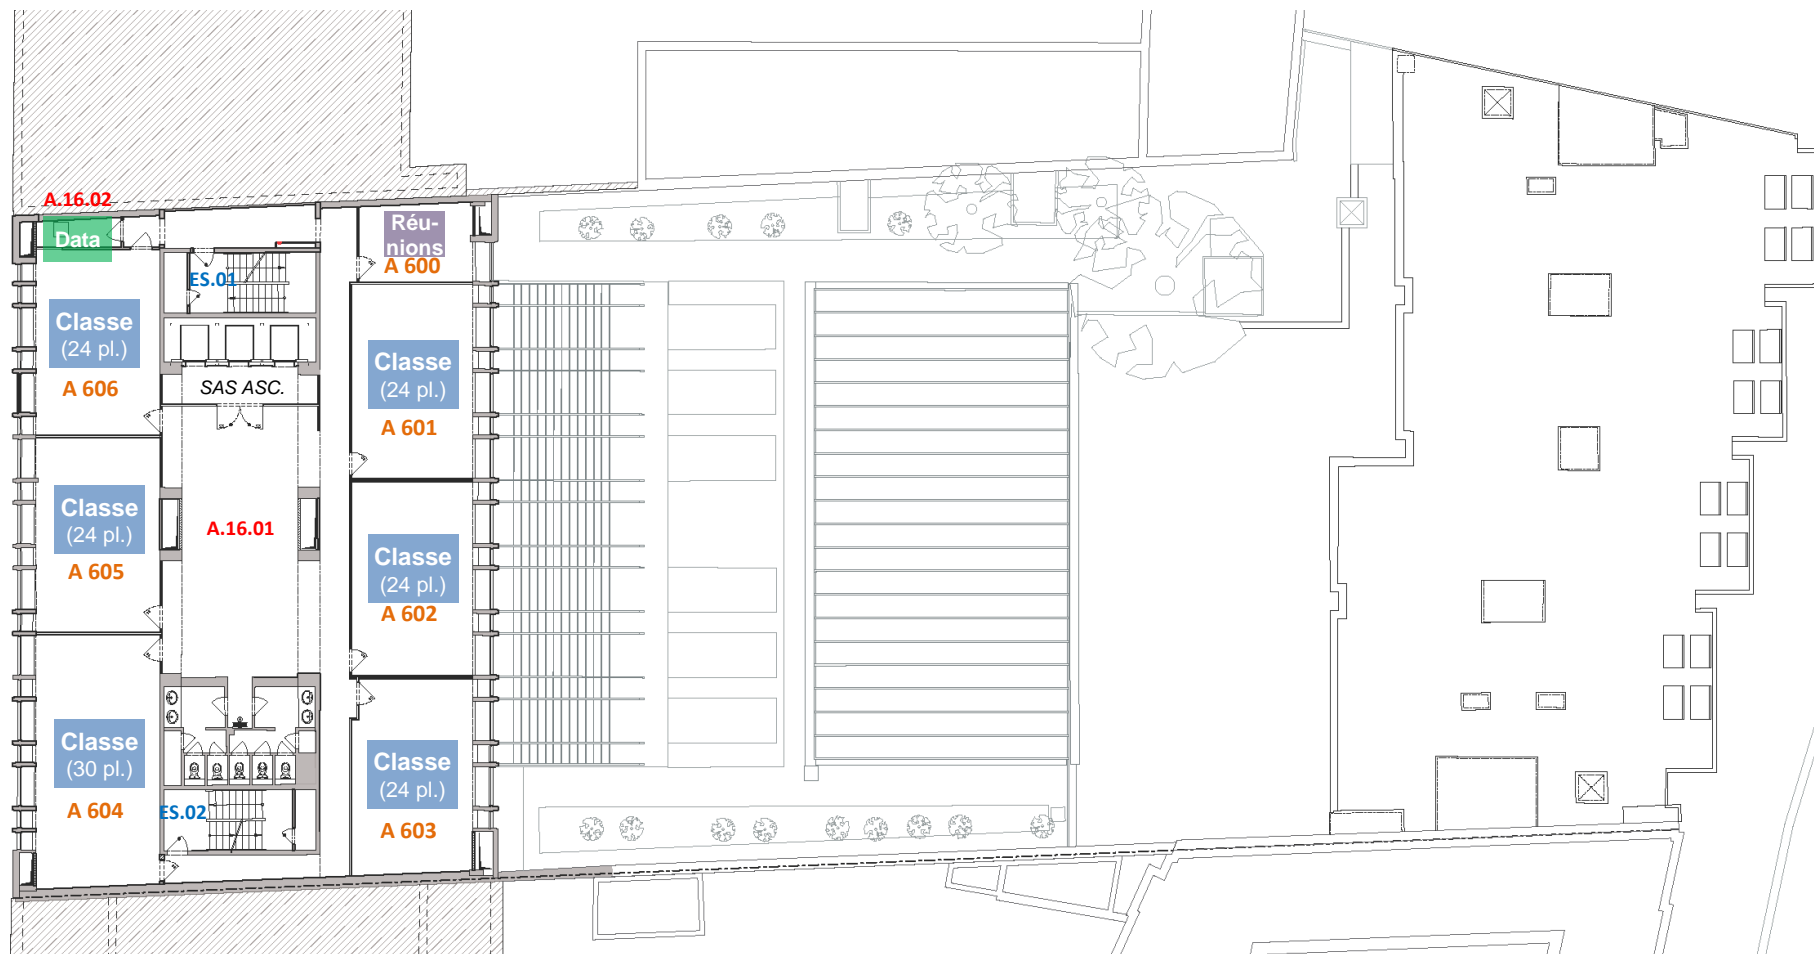 A.16.02
Data
Réu-
nions
A 600
ES.01
Classe
(24 pl.)
A 606
SAS ASC.
Classe
(24 pl.)
A 601
Classe
(24 pl.)
A 605
A.16.01
Classe
(24 pl.)
A 602
Classe
(30 pl.)
A 604
ES.02
Classe
(24 pl.)
A 603